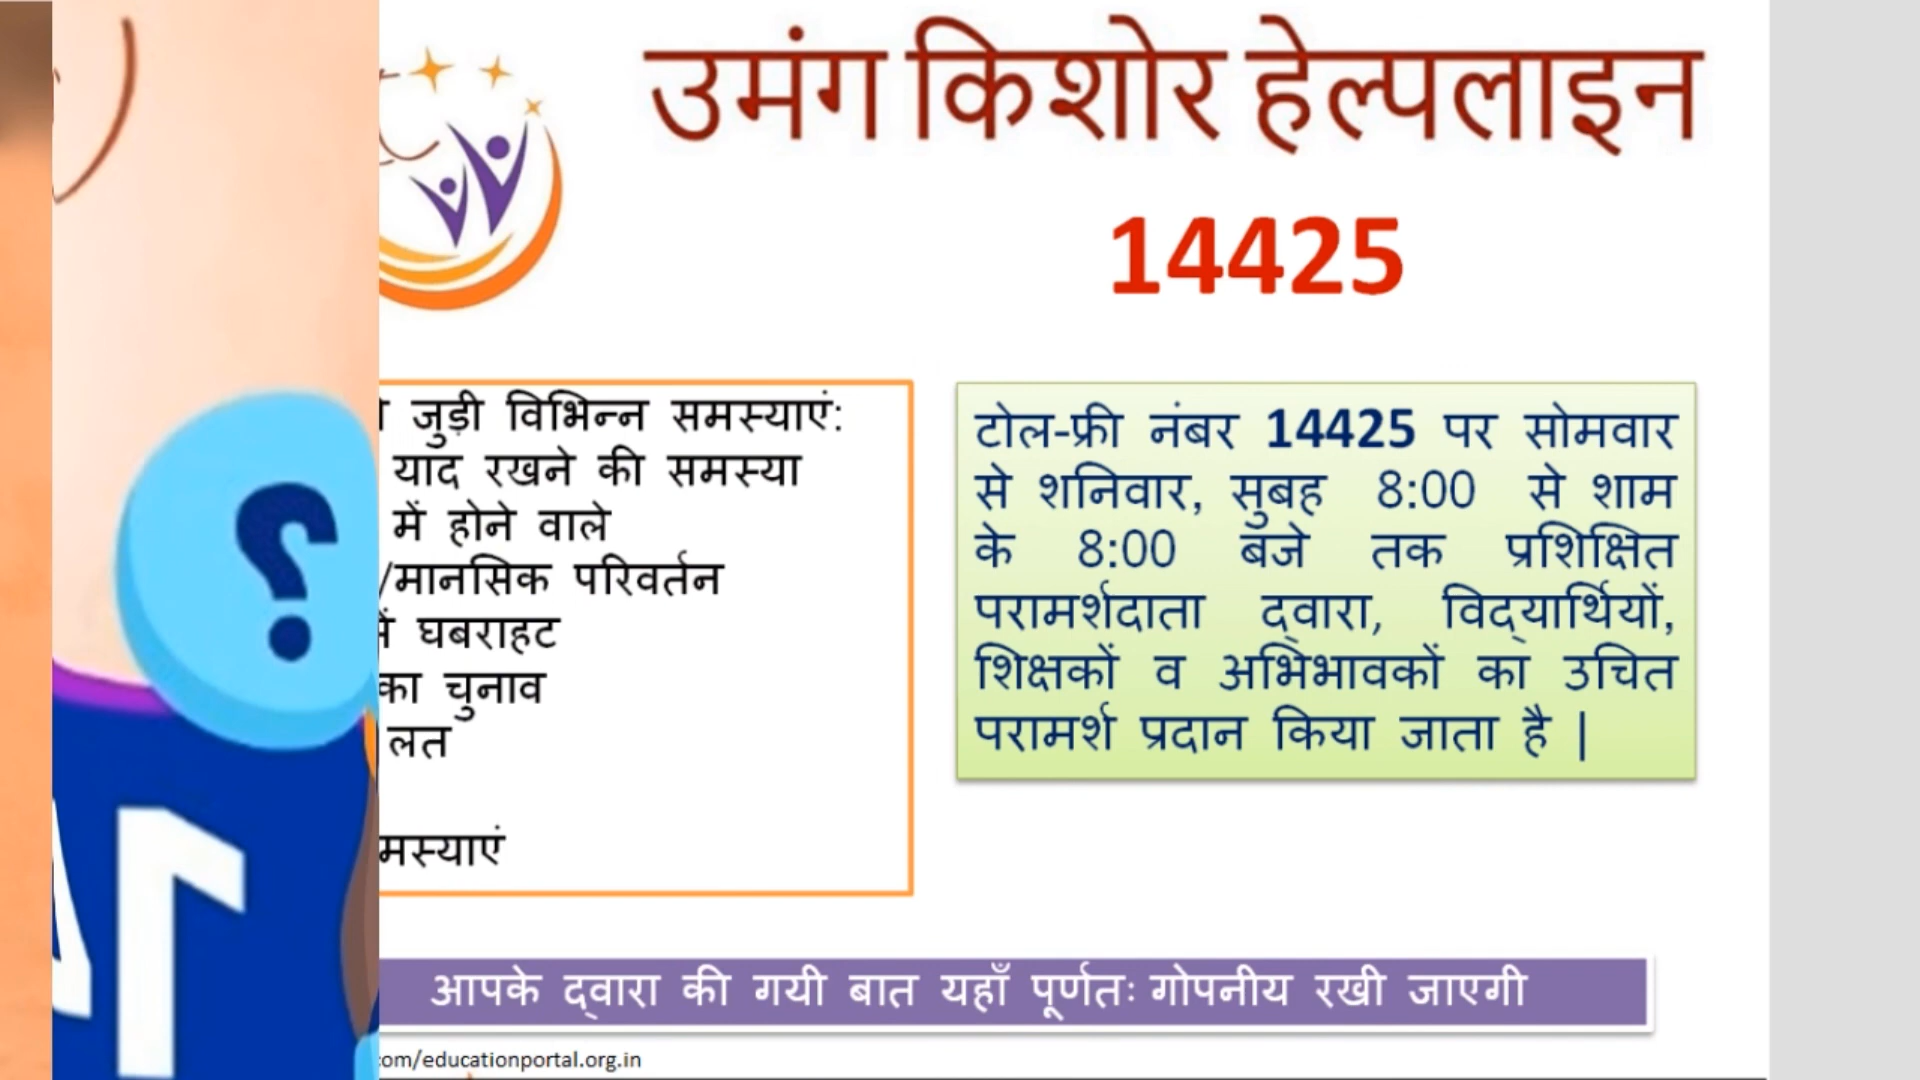 उमंग किशोर हेल्पलाइन
14425
जुड़ी विभिन्न समस्याएं:
याद रखने की समस्या
में होने वाले
/मानसिक परिवर्तन
में घबराहट
का चुनाव
लत
टोल-फ्री नंबर 14425 पर सोमवार
से शनिवार, सुबह 8:00 से शाम
के 8:00 बजे तक प्रशिक्षित
परामर्शदाता द्वारा, विद्यार्थियों,
शिक्षकों व अभिभावकों का उचित
परामर्श प्रदान किया जाता है |
आपके द्वारा की गयी बात यहाँ पूर्णतः गोपनीय रखी जाएगी
com/educationportal.org.in